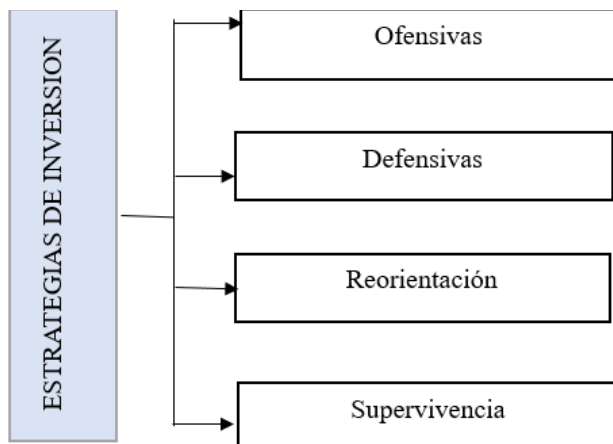 ESTRATEGIAS DE INVERSION
Ofensivas
Defensivas
Reorientación
Supervivencia